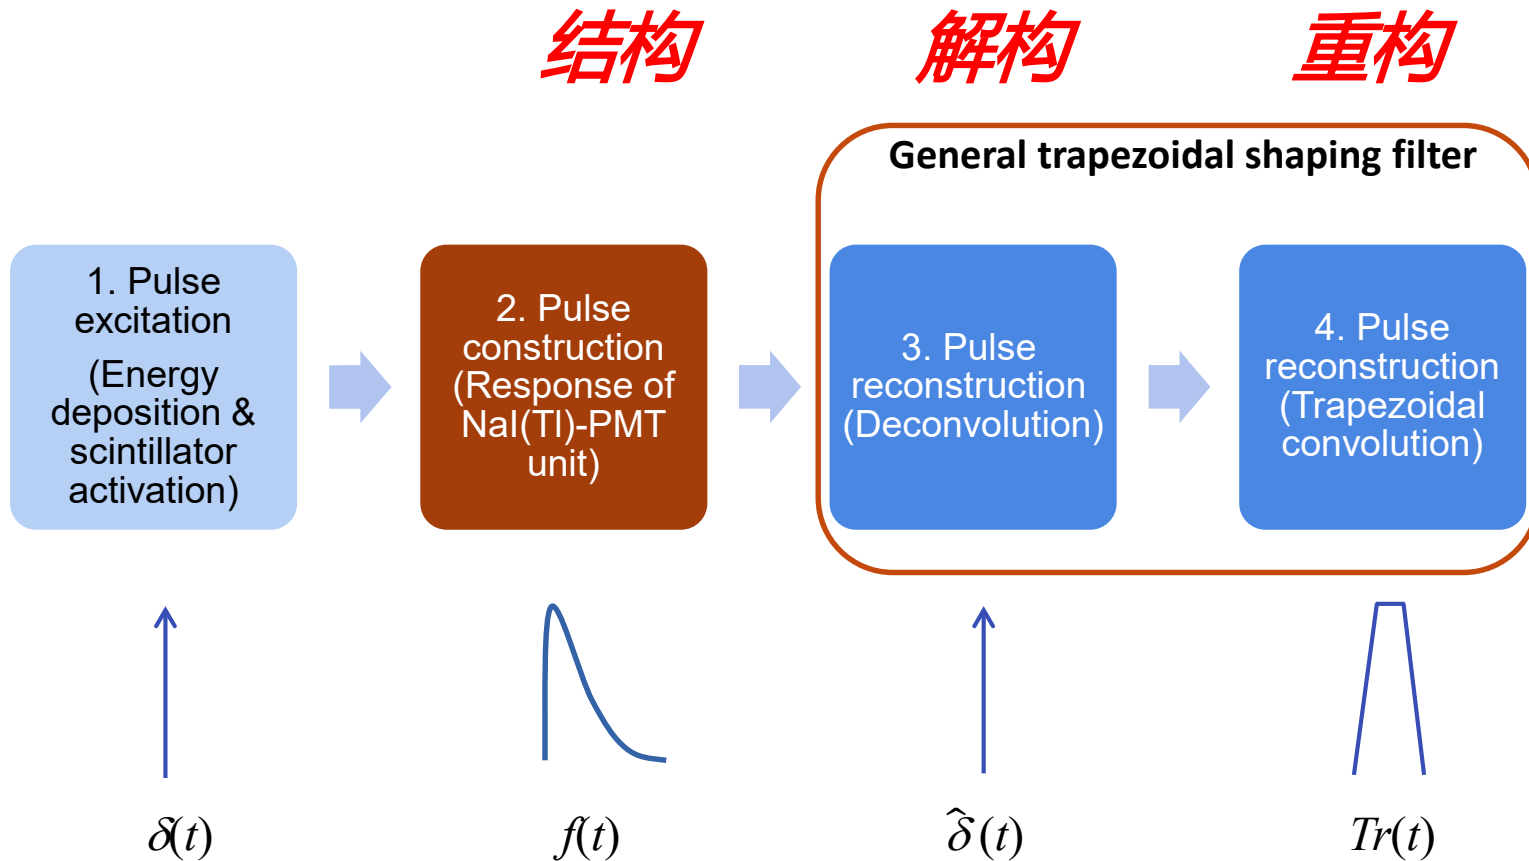 结构 解构 重构
General trapezoidal shaping filter
1. Pulse
excitation
(Energy
deposition &
scintillator
activation)
2. Pulse
construction
(Response of
NaI(Tl)-PMT
unit)
3. Pulse
reconstruction
(Deconvolution)
4. Pulse
reconstruction
(Trapezoidal
convolution)
δ(t) f(t) δ̂(t) Tr(t)